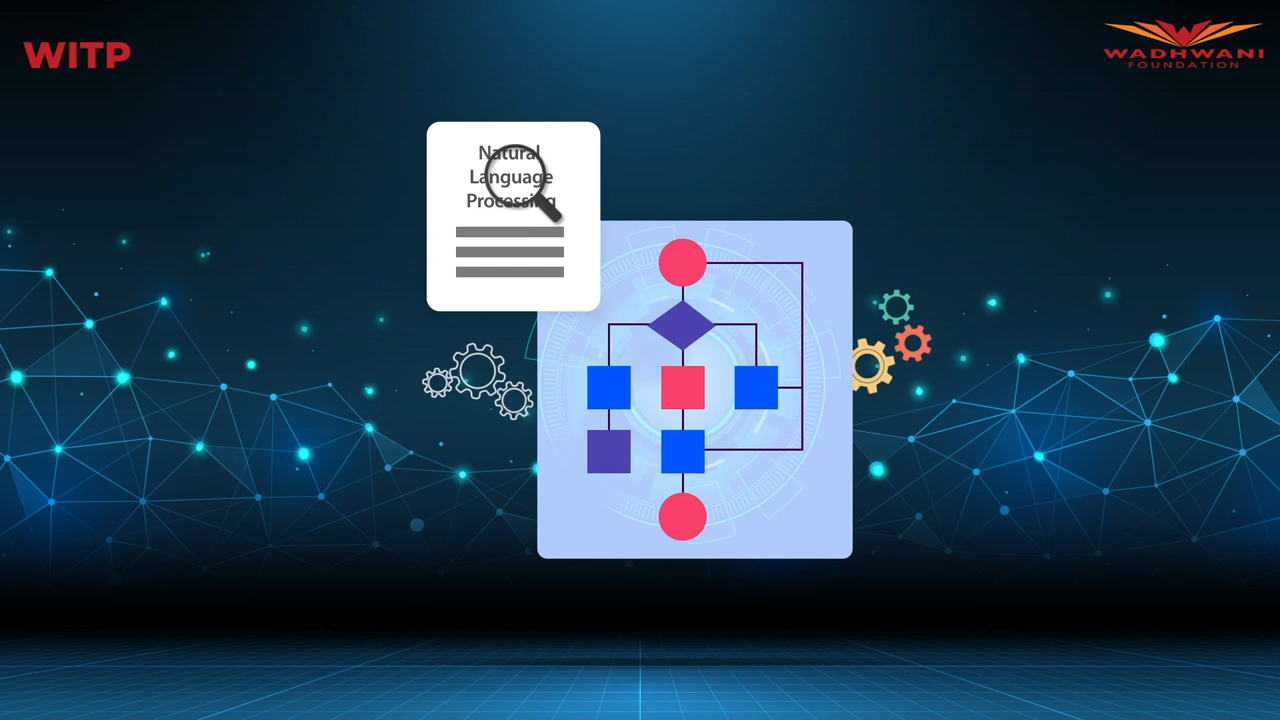 WITP
WADHWANI
FOUNDATION
Natural
Language
Processing